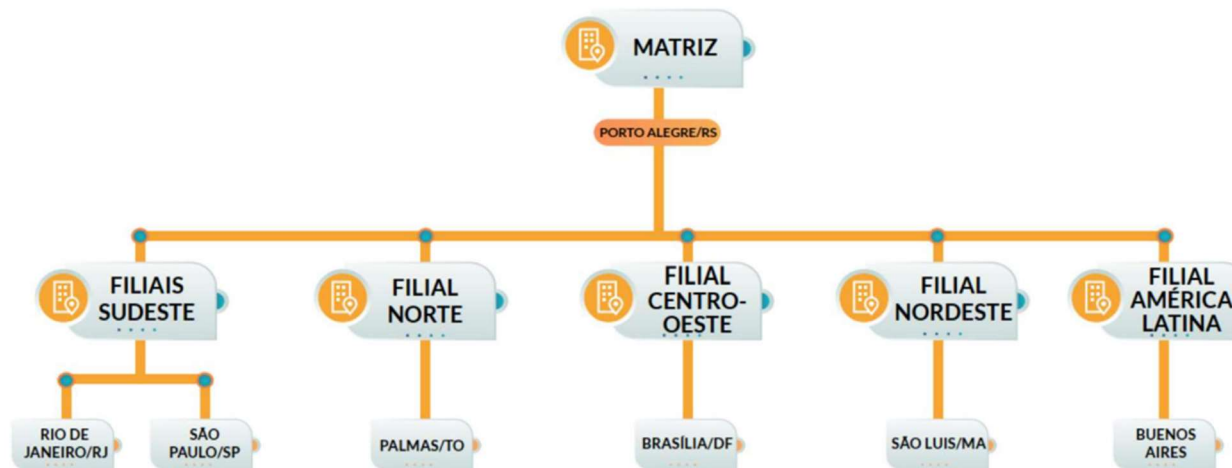 MATRIZ
PORTO ALEGRE/RS
FILIAIS
SUDESTE
FILIAL
NORTE
FILIAL
CENTRO-
OESTE
FILIAL
NORDESTE
FILIAL
AMÉRICA
LATINA
RIO DE
JANEIRO/RJ
SÃO
PAULO/SP
PALMAS/TO
BRASÍLIA/DF
SÃO LUIS/MA
BUENOS
AIRES